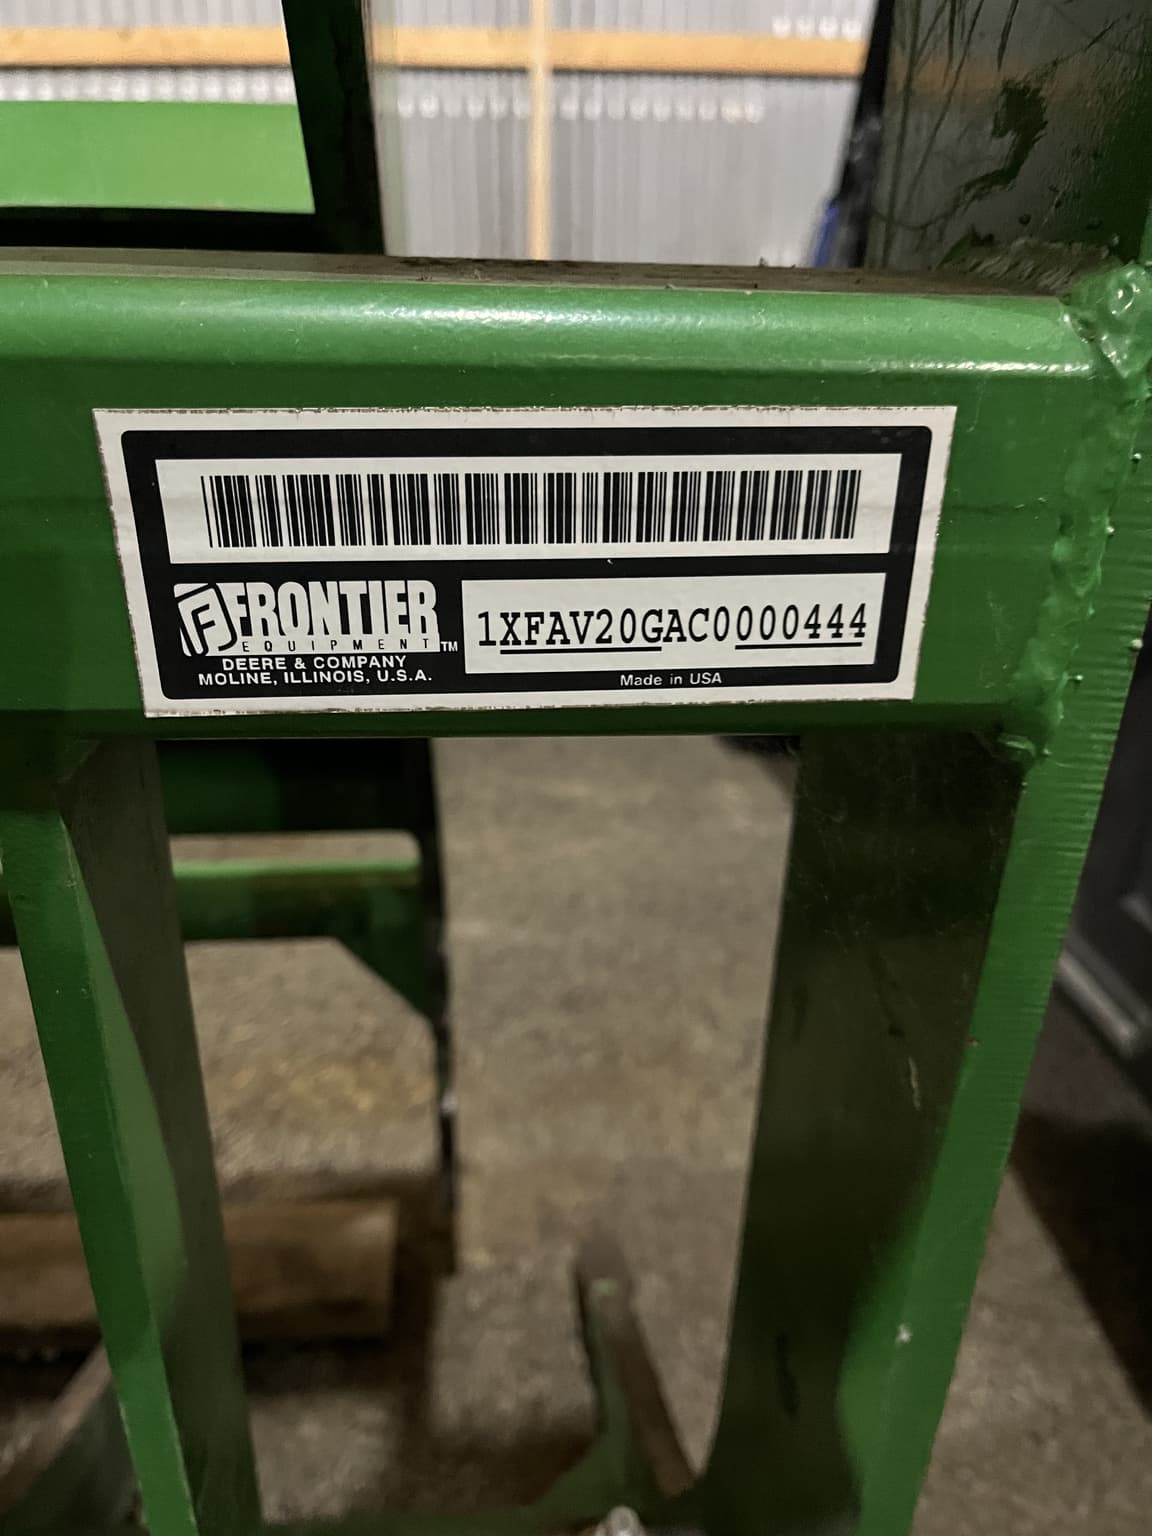 FRONTIER
EQUIPMENT™
DEERE & COMPANY
MOLINE, ILLINOIS, U.S.A.
1XFAV20GAC0000444
Made in USA